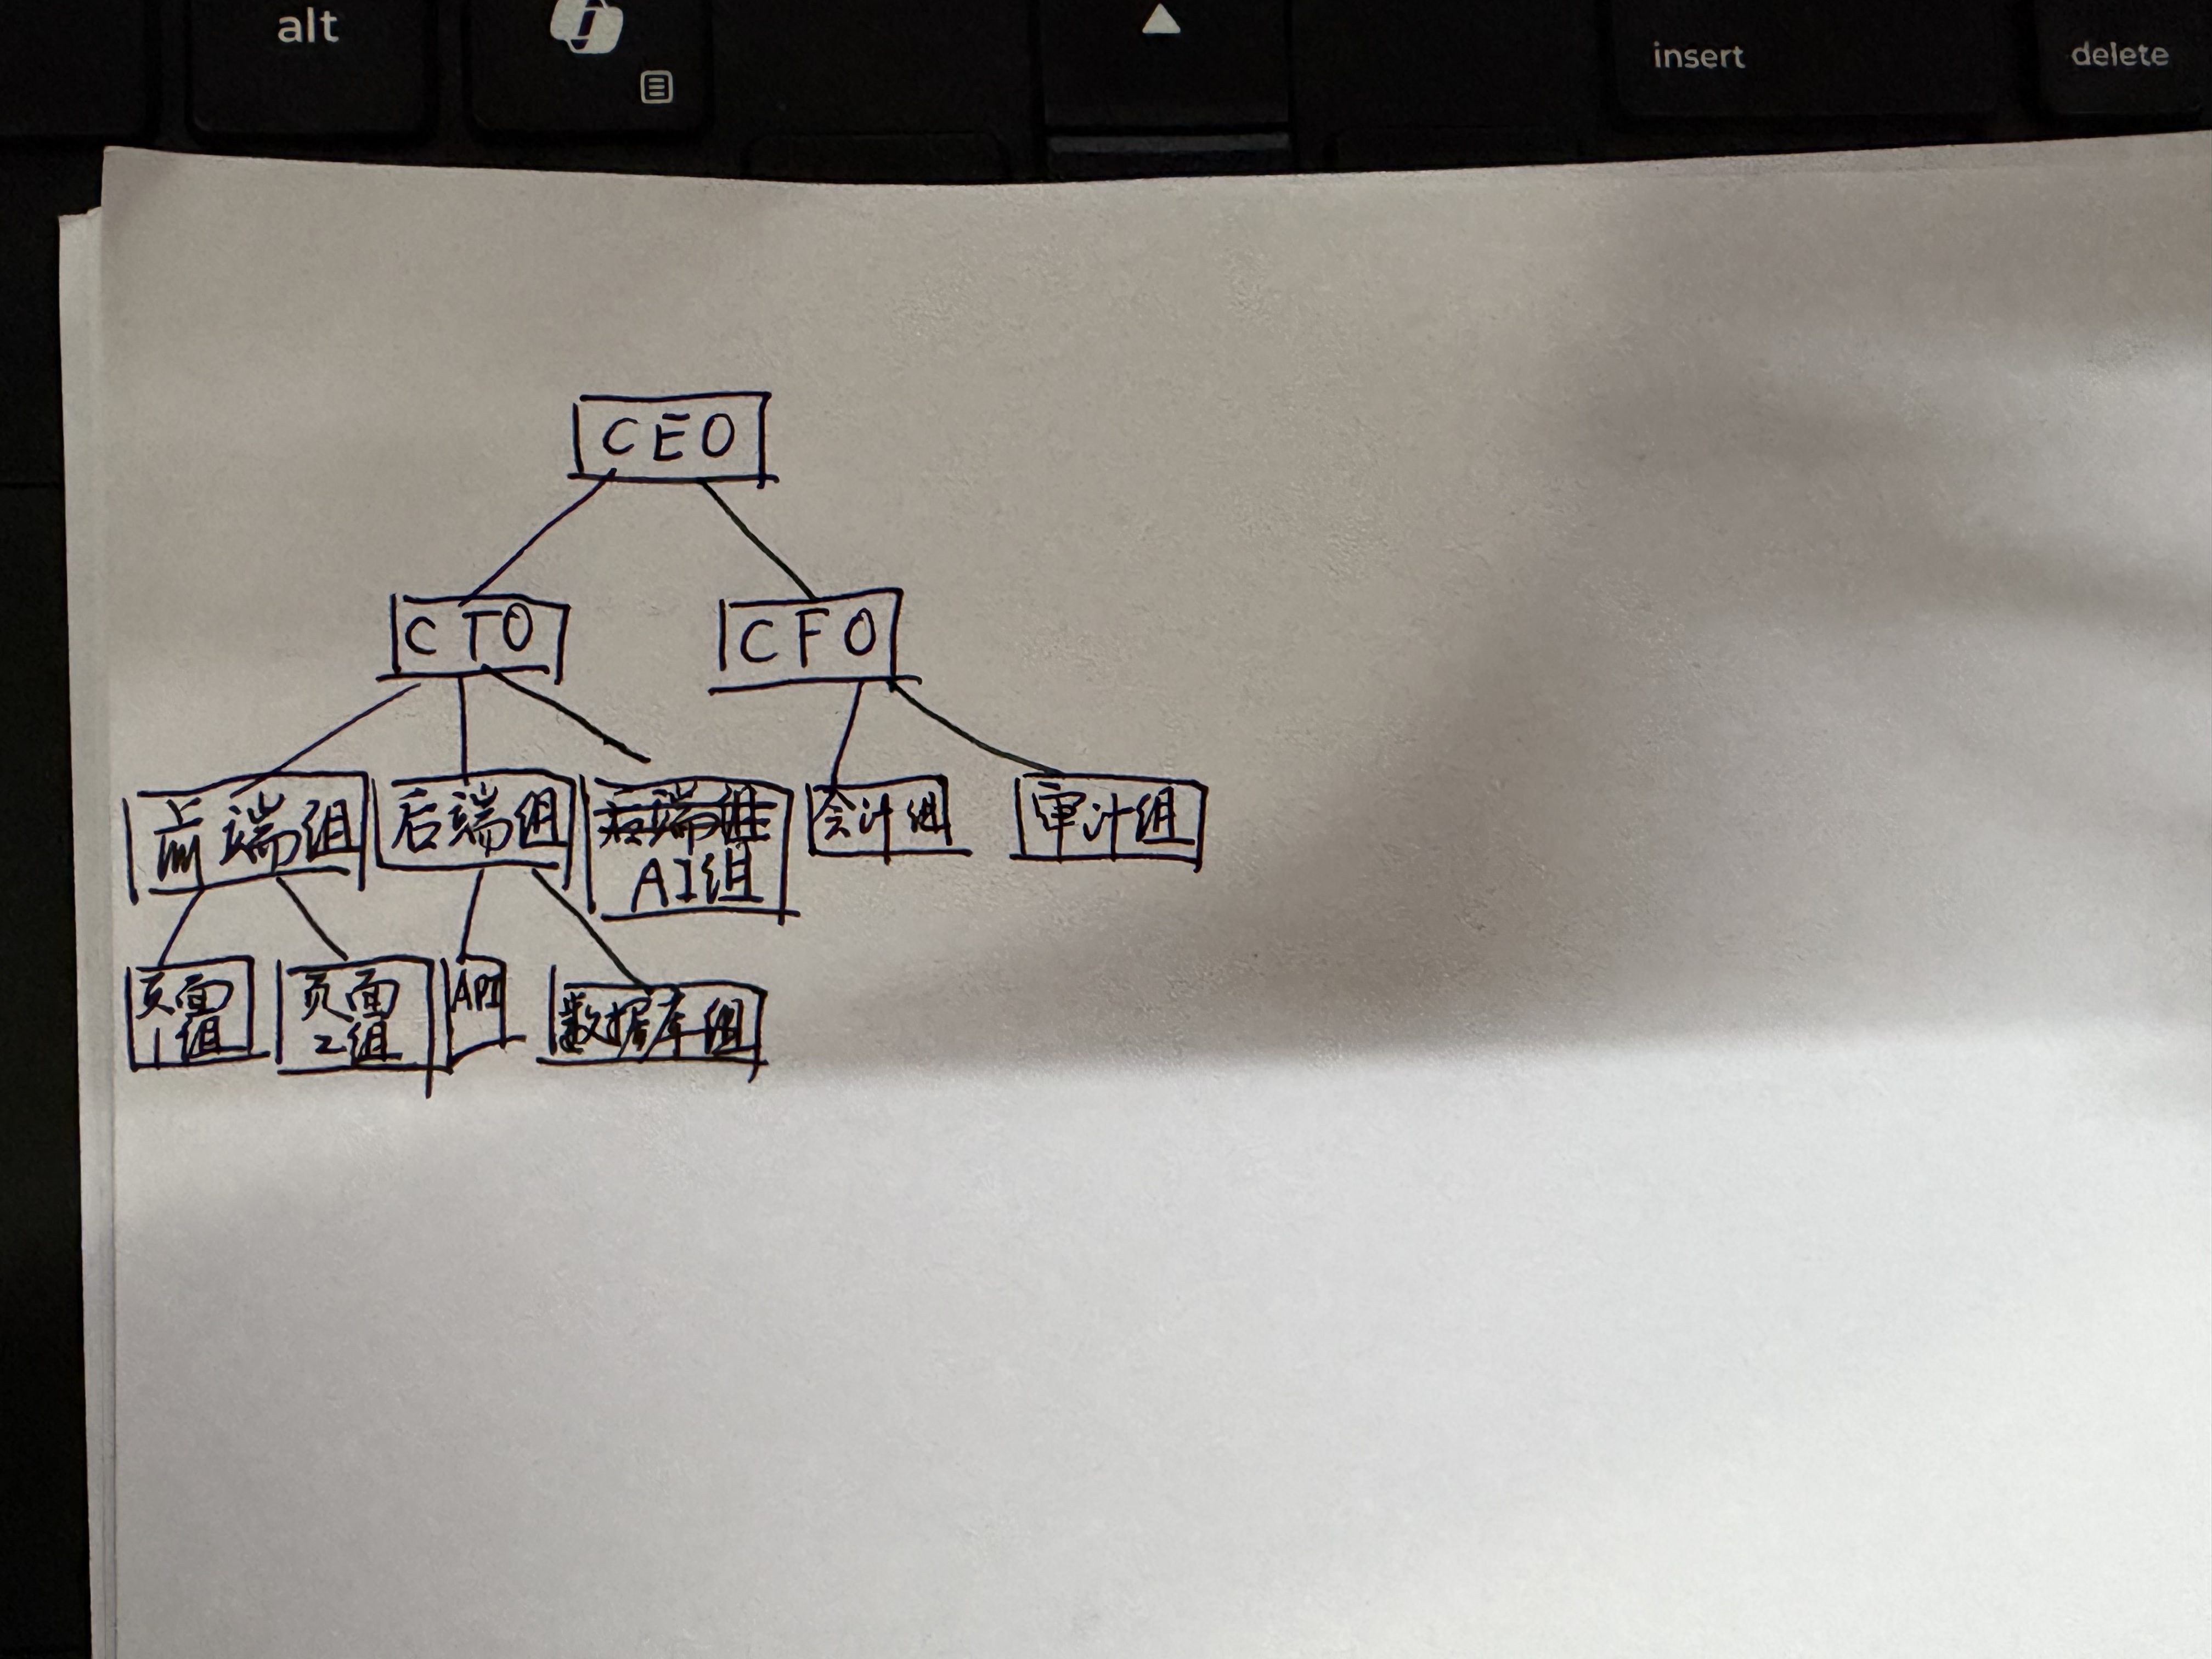 alt
insert
delete
CEO
CTO
CFO
前端组
后端组
后端组
AI组
会计组
审计组
页面
1组
页面
2组
API
数据库组